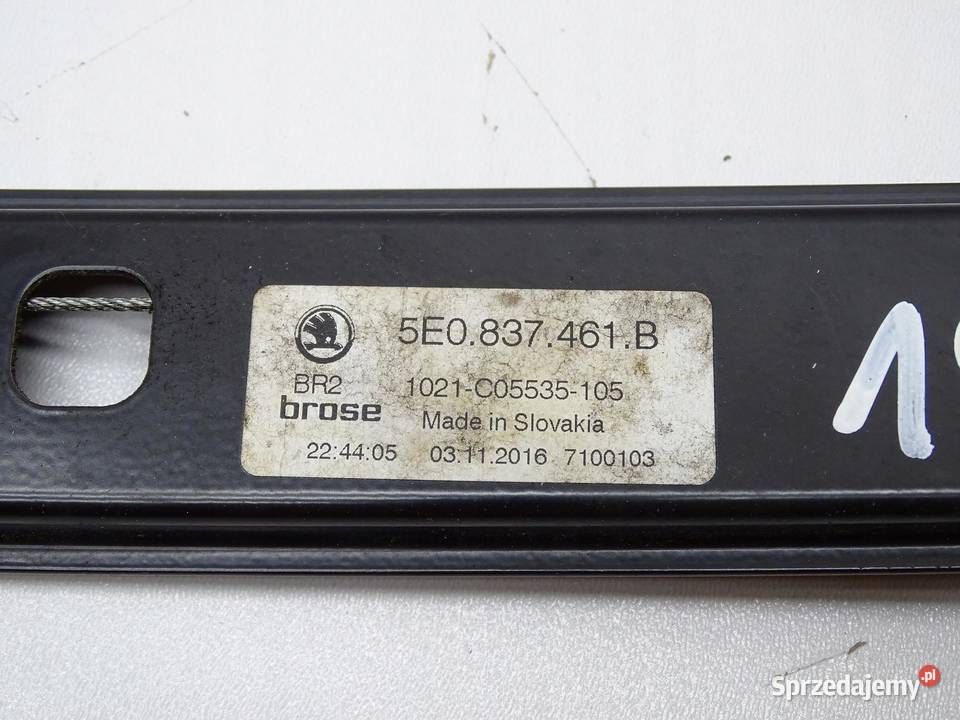 5E0.837.461.B
BR2 1021-C05535-105
brose Made in Slovakia
22:44:05 03.11.2016 7100103
1
Sprzedajemy.pl